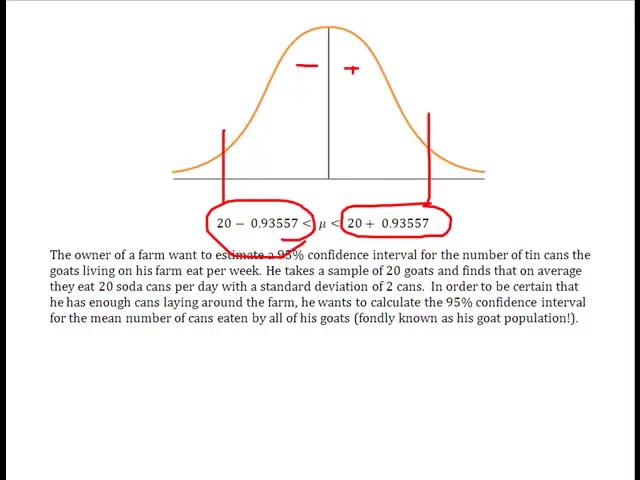 − +
20 − 0.93557 < μ < 20 + 0.93557
The owner of a farm want to estimate a 95% confidence interval for the number of tin cans the
goats living on his farm eat per week. He takes a sample of 20 goats and finds that on average
they eat 20 soda cans per day with a standard deviation of 2 cans. In order to be certain that
he has enough cans laying around the farm, he wants to calculate the 95% confidence interval
for the mean number of cans eaten by all of his goats (fondly known as his goat population!).